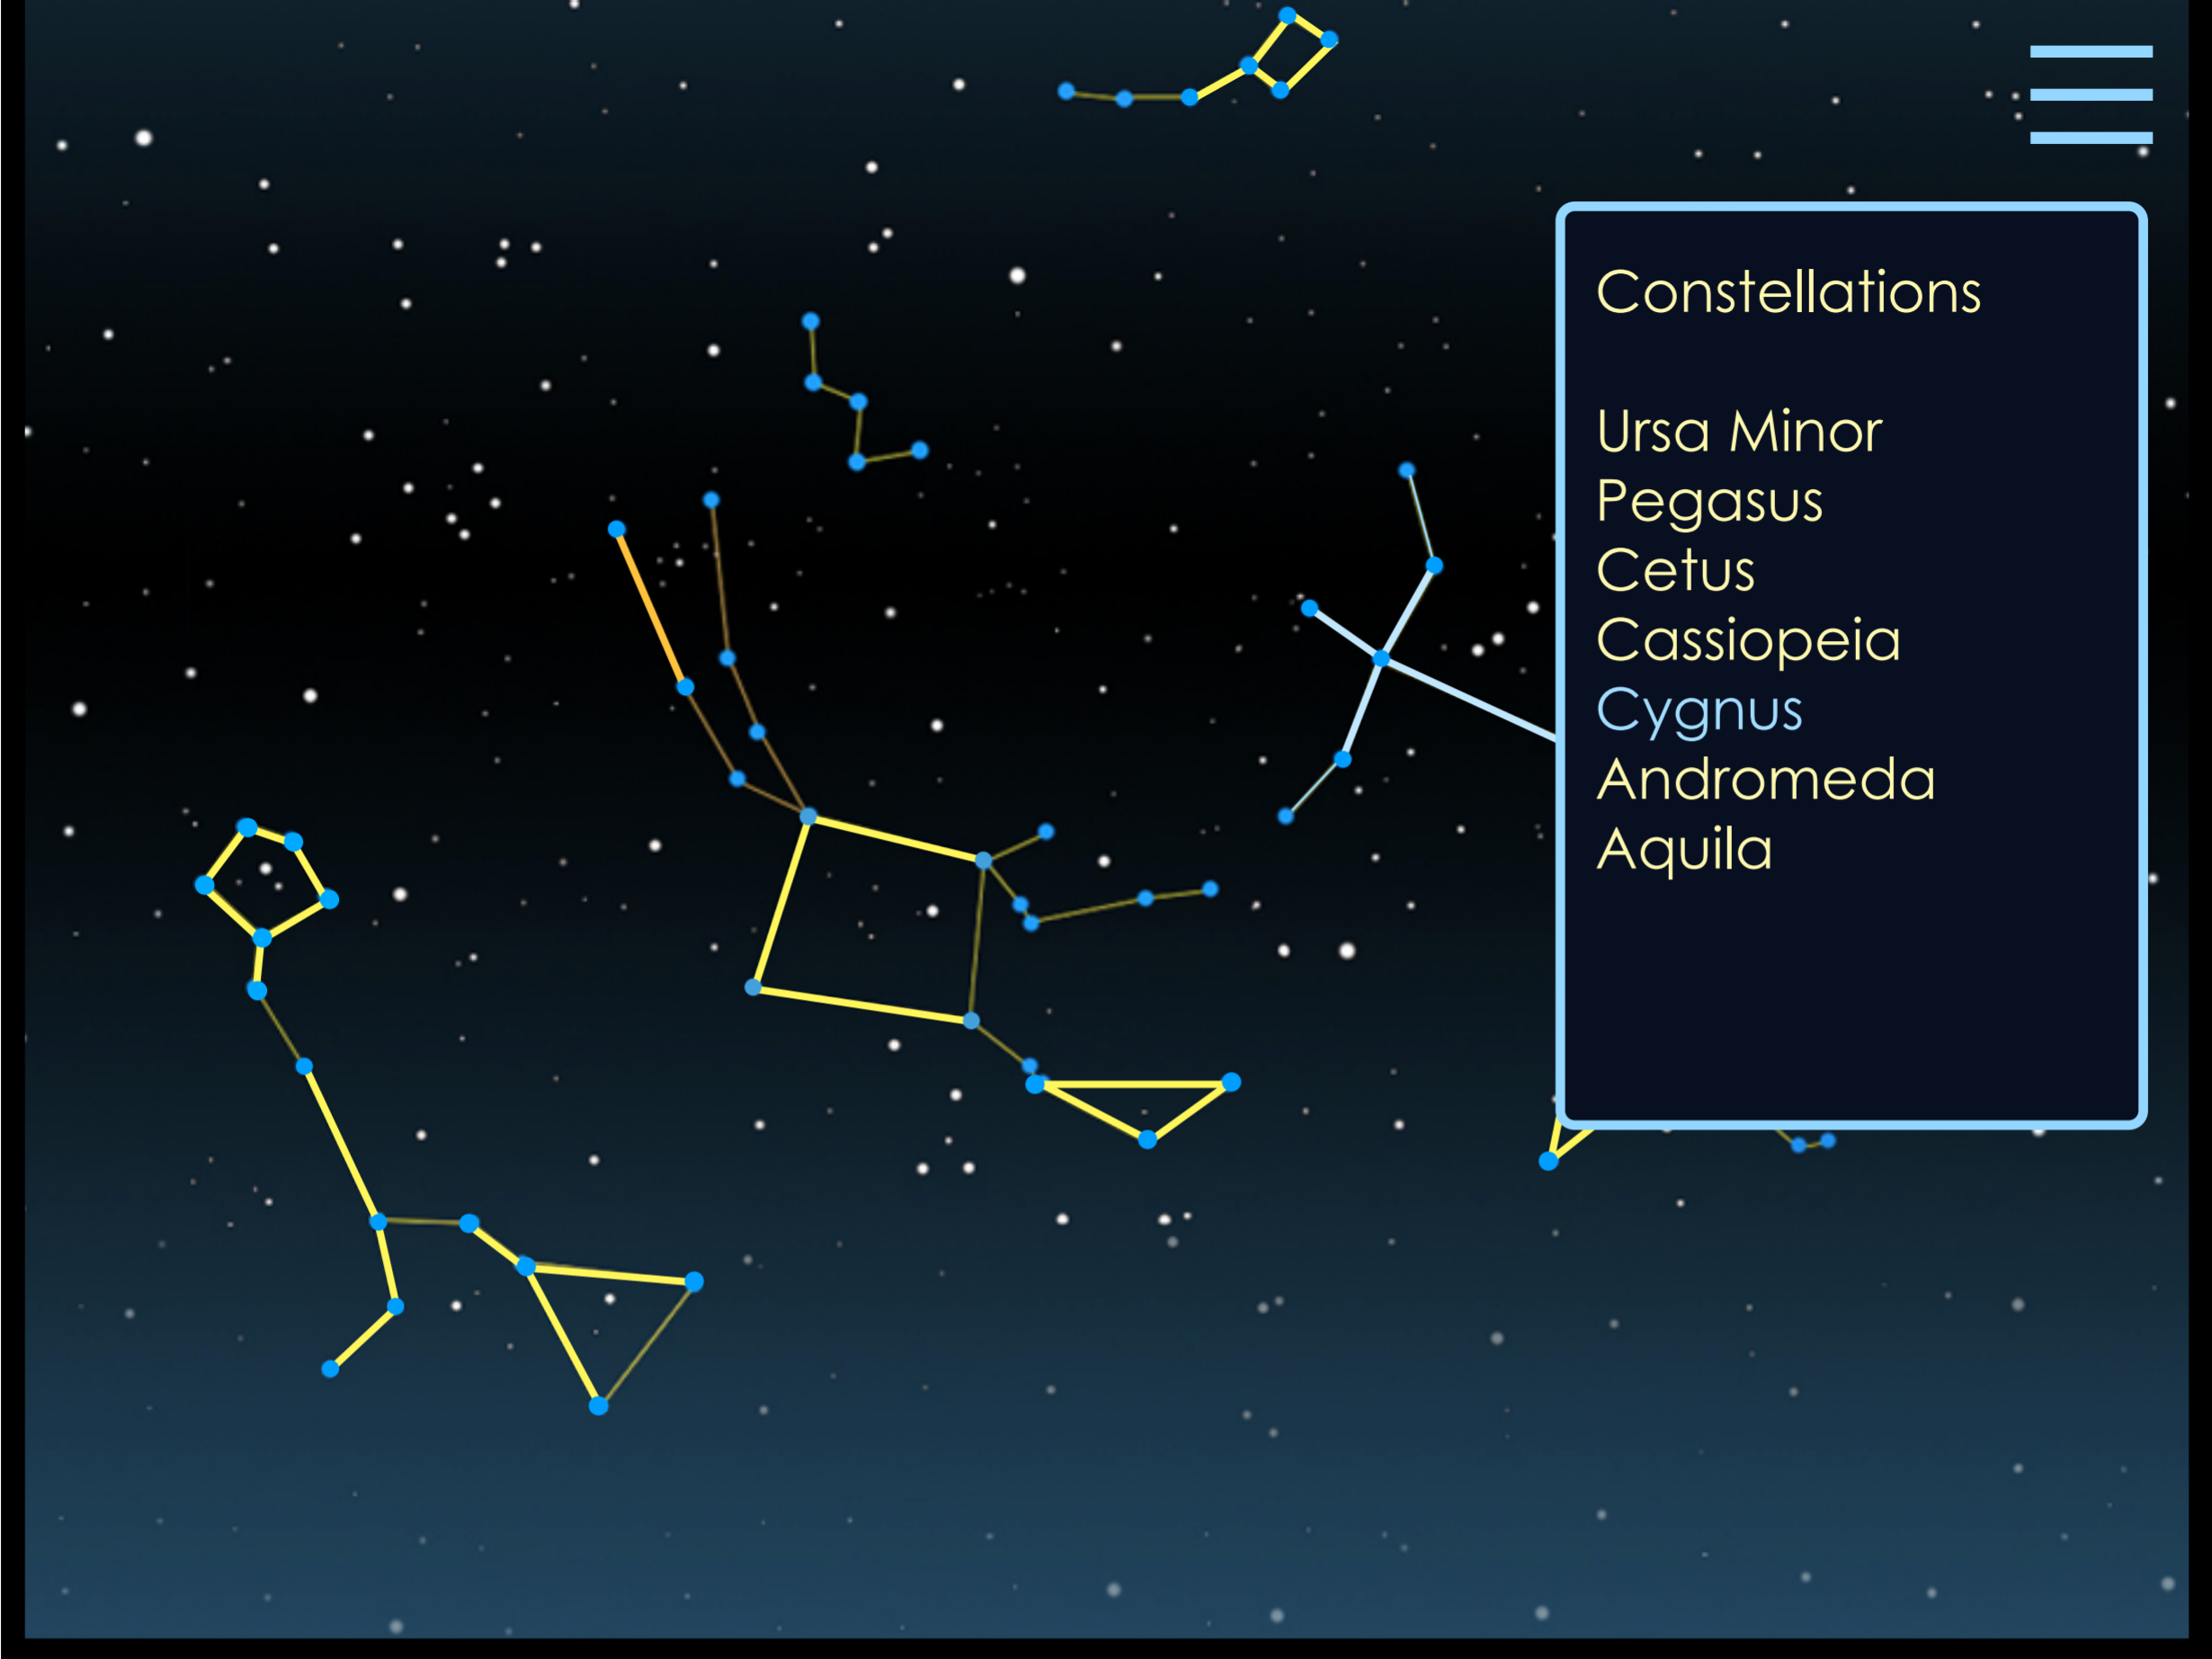 Constellations
Ursa Minor
Pegasus
Cetus
Cassiopeia
Cygnus
Andromeda
Aquila